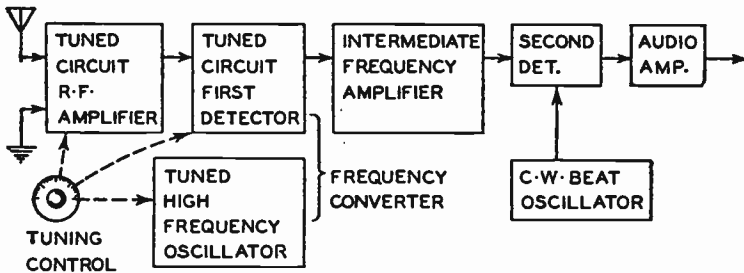 TUNED
CIRCUIT
R·F·
AMPLIFIER
TUNED
CIRCUIT
FIRST
DETECTOR
INTERMEDIATE
FREQUENCY
AMPLIFIER
SECOND
DET.
AUDIO
AMP.
TUNED
HIGH
FREQUENCY
OSCILLATOR
FREQUENCY
CONVERTER
C·W·BEAT
OSCILLATOR
TUNING
CONTROL